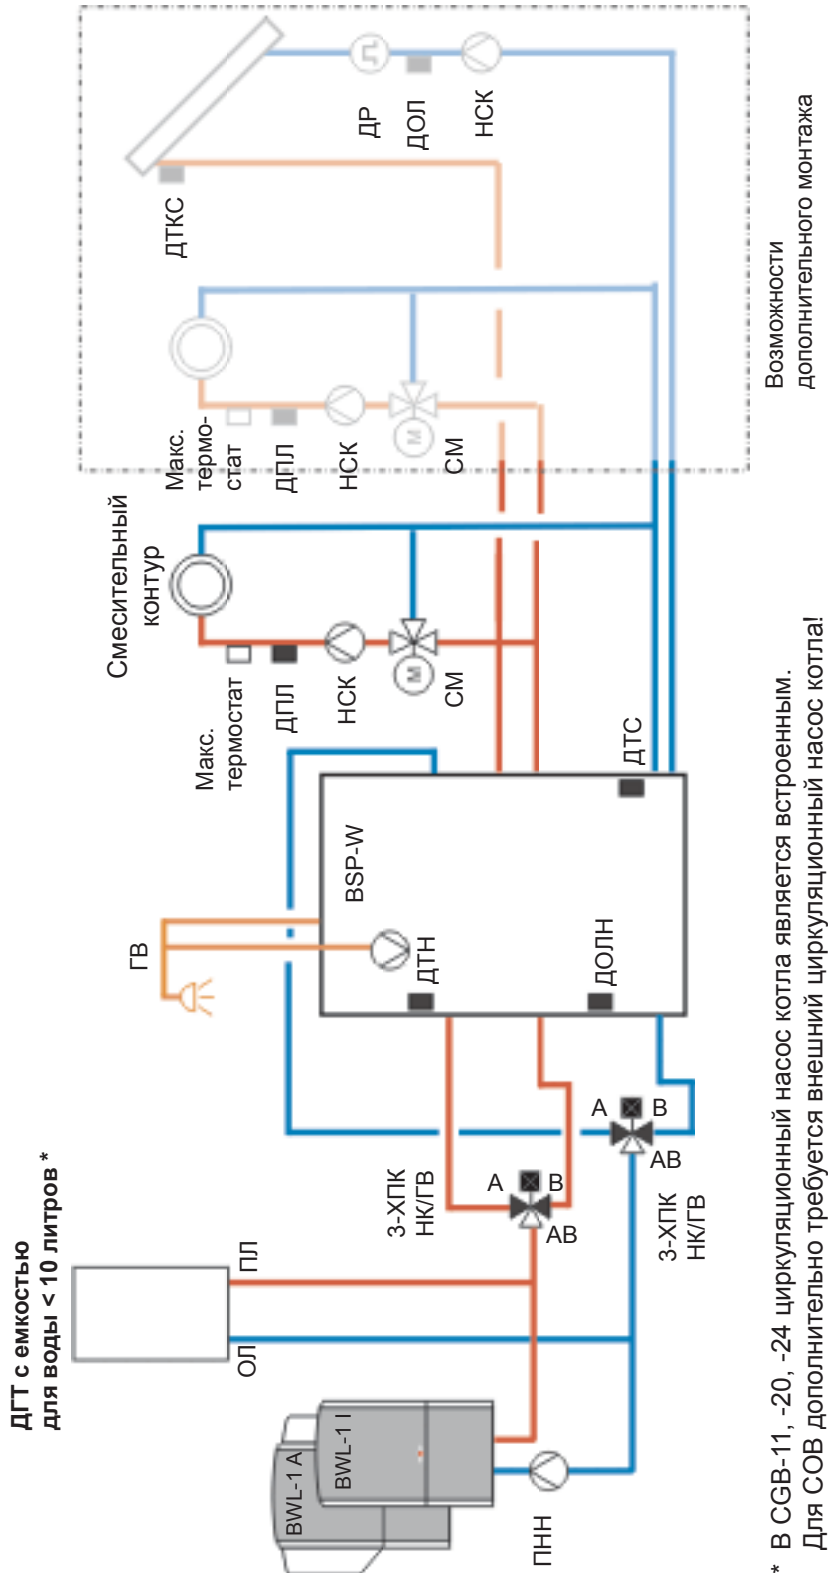 ДГТ с емкостью
для воды < 10 литров *
ОЛ
ПЛ
BWL-1 A
BWL-1 I
ПНН
3-ХПК
НК/ГВ
A
B
AB
3-ХПК
НК/ГВ
A
B
AB
ГВ
BSP-W
ДТН
ДОЛН
ДТС
Смесительный
контур
Макс.
термостат
ДПЛ
НСК
M
СМ
Макс.
термо-
стат
ДПЛ
НСК
M
СМ
ДТКС
ДР
ДОЛ
НСК
Возможности
дополнительного монтажа
* В CGB-11, -20, -24 циркуляционный насос котла является встроенным.
Для COB дополнительно требуется внешний циркуляционный насос котла!